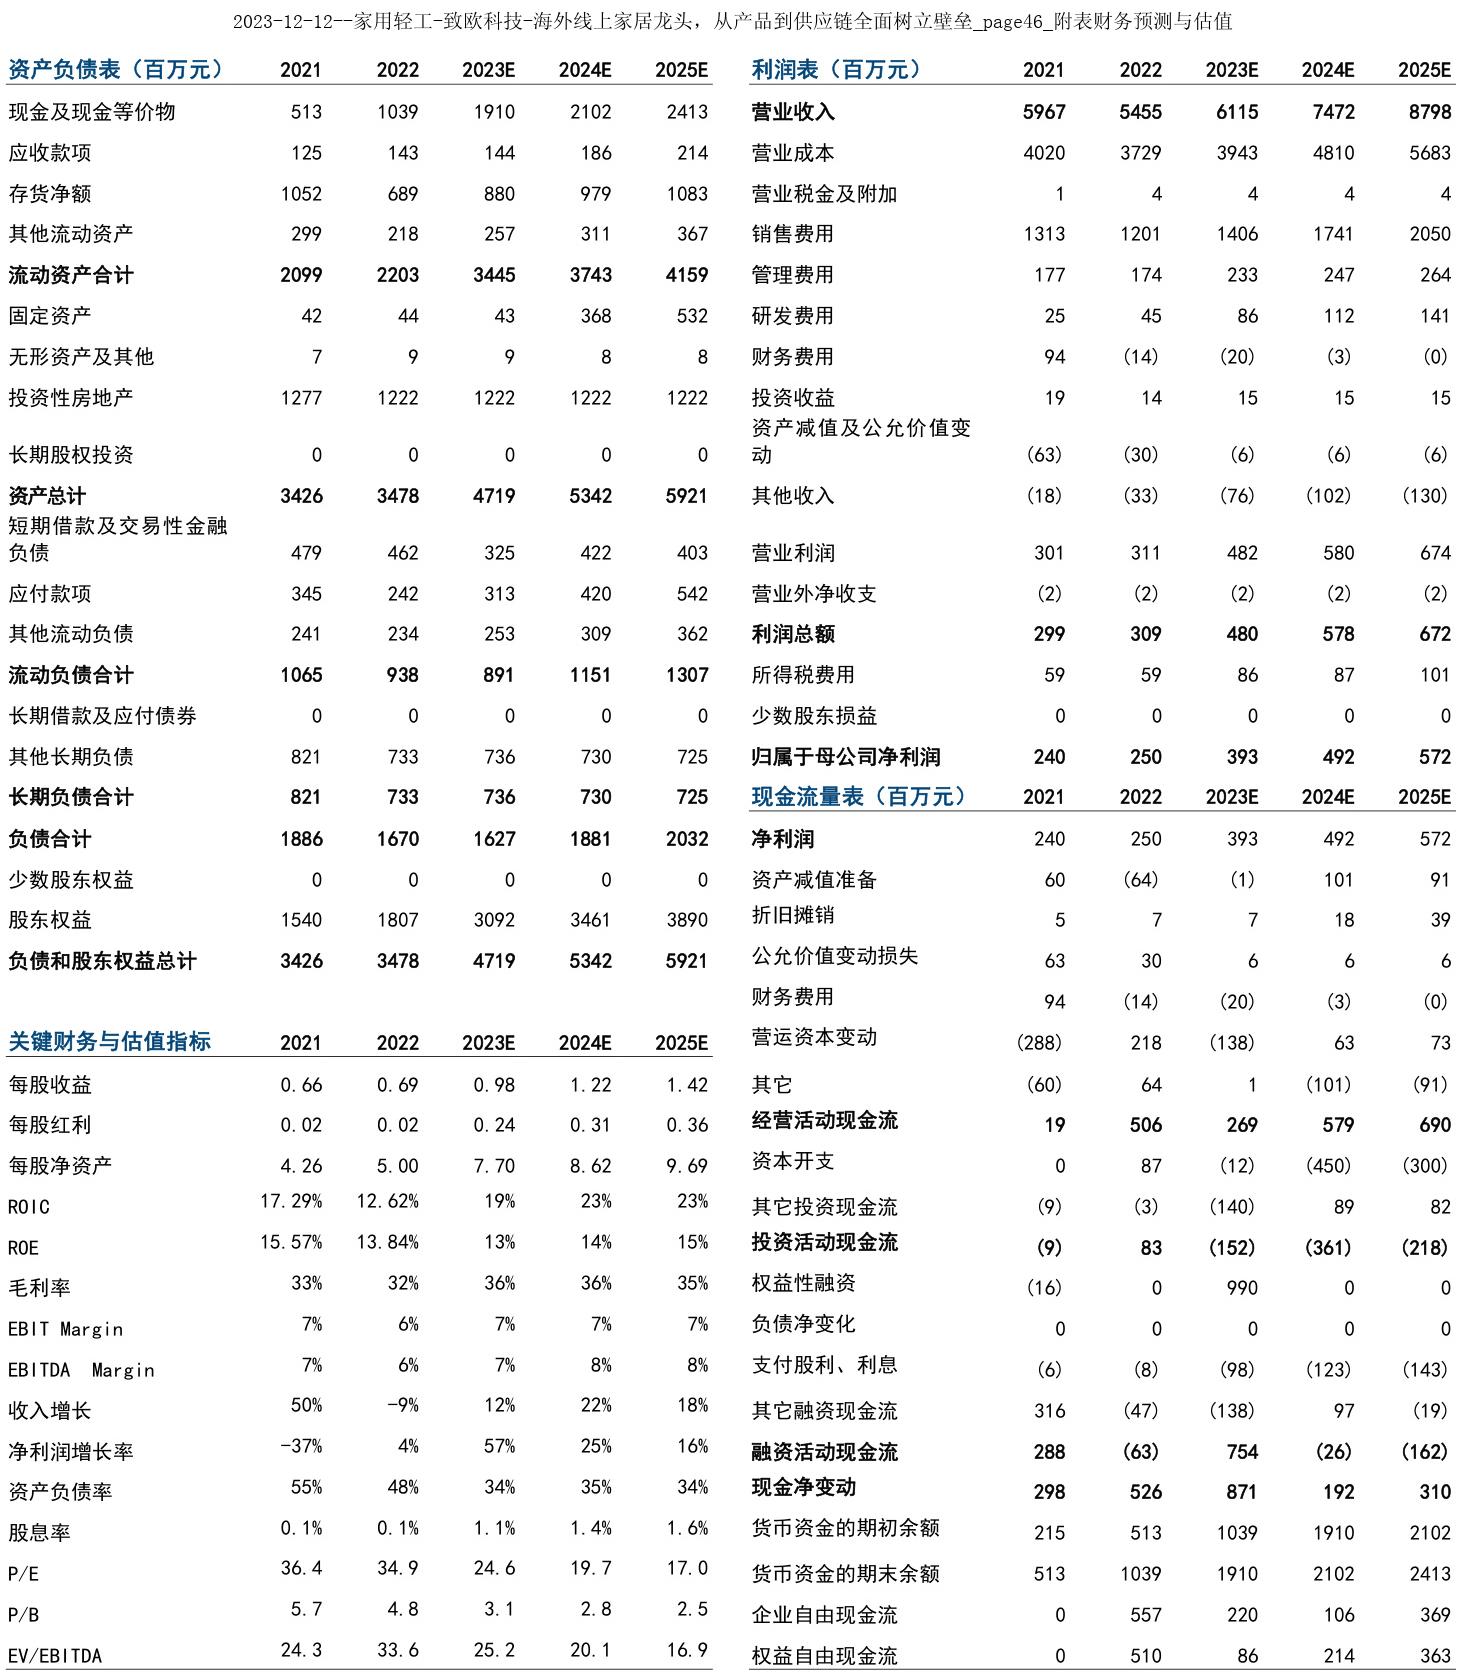 2023-12-12--家用轻工-致欧科技-海外线上家居龙头，从产品到供应链全面树立壁垒_page46_附表财务预测与估值
资产负债表（百万元） 2021 2022 2023E 2024E 2025E
现金及现金等价物 513 1039 1910 2102 2413
应收款项 125 143 144 186 214
存货净额 1052 689 880 979 1083
其他流动资产 299 218 257 311 367
流动资产合计 2099 2203 3445 3743 4159
固定资产 42 44 43 368 532
无形资产及其他 7 9 9 8 8
投资性房地产 1277 1222 1222 1222 1222
长期股权投资 0 0 0 0 0
资产总计 3426 3478 4719 5342 5921
短期借款及交易性金融
负债 479 462 325 422 403
应付款项 345 242 313 420 542
其他流动负债 241 234 253 309 362
流动负债合计 1065 938 891 1151 1307
长期借款及应付债券 0 0 0 0 0
其他长期负债 821 733 736 730 725
长期负债合计 821 733 736 730 725
负债合计 1886 1670 1627 1881 2032
少数股东权益 0 0 0 0 0
股东权益 1540 1807 3092 3461 3890
负债和股东权益总计 3426 3478 4719 5342 5921
关键财务与估值指标 2021 2022 2023E 2024E 2025E
每股收益 0.66 0.69 0.98 1.22 1.42
每股红利 0.02 0.02 0.24 0.31 0.36
每股净资产 4.26 5.00 7.70 8.62 9.69
ROIC 17.29% 12.62% 19% 23% 23%
ROE 15.57% 13.84% 13% 14% 15%
毛利率 33% 32% 36% 36% 35%
EBIT Margin 7% 6% 7% 7% 7%
EBITDA Margin 7% 6% 7% 8% 8%
收入增长 50% -9% 12% 22% 18%
净利润增长率 -37% 4% 57% 25% 16%
资产负债率 55% 48% 34% 35% 34%
股息率 0.1% 0.1% 1.1% 1.4% 1.6%
P/E 36.4 34.9 24.6 19.7 17.0
P/B 5.7 4.8 3.1 2.8 2.5
EV/EBITDA 24.3 33.6 25.2 20.1 16.9
利润表（百万元） 2021 2022 2023E 2024E 2025E
营业收入 5967 5455 6115 7472 8798
营业成本 4020 3729 3943 4810 5683
营业税金及附加 1 4 4 4 4
销售费用 1313 1201 1406 1741 2050
管理费用 177 174 233 247 264
研发费用 25 45 86 112 141
财务费用 94 (14) (20) (3) (0)
投资收益 19 14 15 15 15
资产减值及公允价值变
动 (63) (30) (6) (6) (6)
其他收入 (18) (33) (76) (102) (130)
营业利润 301 311 482 580 674
营业外净收支 (2) (2) (2) (2) (2)
利润总额 299 309 480 578 672
所得税费用 59 59 86 87 101
少数股东损益 0 0 0 0 0
归属于母公司净利润 240 250 393 492 572
现金流量表（百万元） 2021 2022 2023E 2024E 2025E
净利润 240 250 393 492 572
资产减值准备 60 (64) (1) 101 91
折旧摊销 5 7 7 18 39
公允价值变动损失 63 30 6 6 6
财务费用 94 (14) (20) (3) (0)
营运资本变动 (288) 218 (138) 63 73
其它 (60) 64 1 (101) (91)
经营活动现金流 19 506 269 579 690
资本开支 0 87 (12) (450) (300)
其它投资现金流 (9) (3) (140) 89 82
投资活动现金流 (9) 83 (152) (361) (218)
权益性融资 (16) 0 990 0 0
负债净变化 0 0 0 0 0
支付股利、利息 (6) (8) (98) (123) (143)
其它融资现金流 316 (47) (138) 97 (19)
融资活动现金流 288 (63) 754 (26) (162)
现金净变动 298 526 871 192 310
货币资金的期初余额 215 513 1039 1910 2102
货币资金的期末余额 513 1039 1910 2102 2413
企业自由现金流 0 557 220 106 369
权益自由现金流 0 510 86 214 363